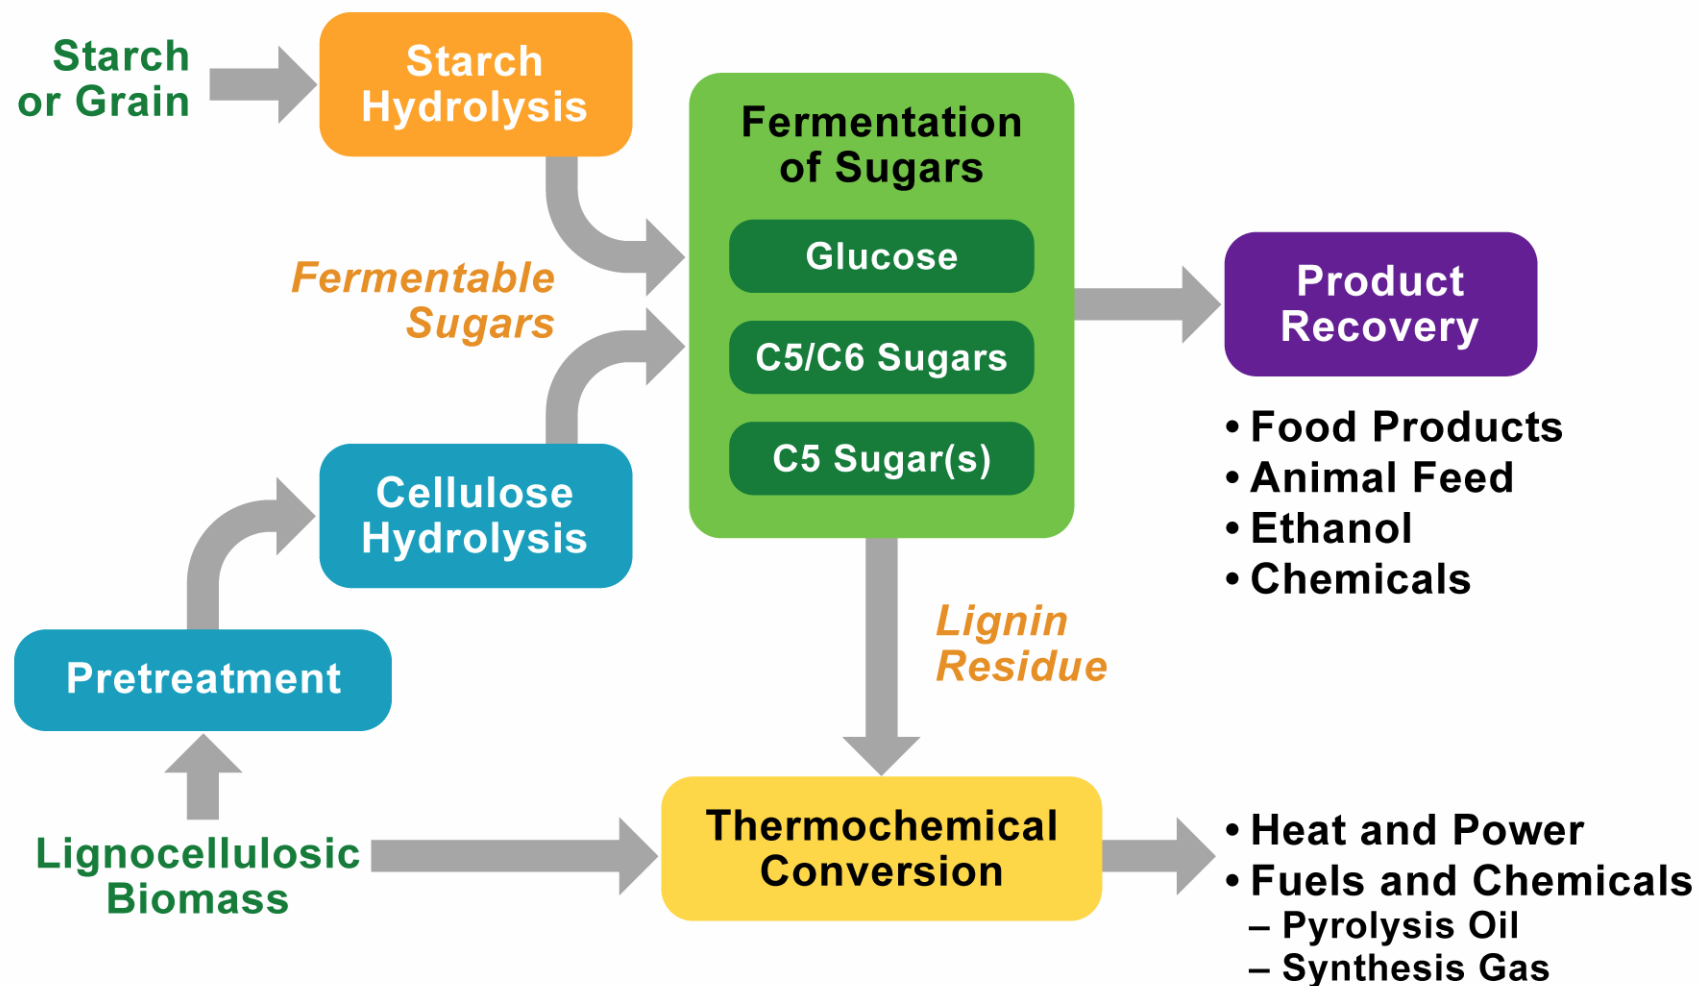 Starch
or Grain
Starch
Hydrolysis
Fermentable
Sugars
Fermentation
of Sugars
Glucose
C5/C6 Sugars
C5 Sugar(s)
Product
Recovery
• Food Products
• Animal Feed
• Ethanol
• Chemicals
Cellulose
Hydrolysis
Pretreatment
Lignin
Residue
Lignocellulosic
Biomass
Thermochemical
Conversion
• Heat and Power
• Fuels and Chemicals
– Pyrolysis Oil
– Synthesis Gas